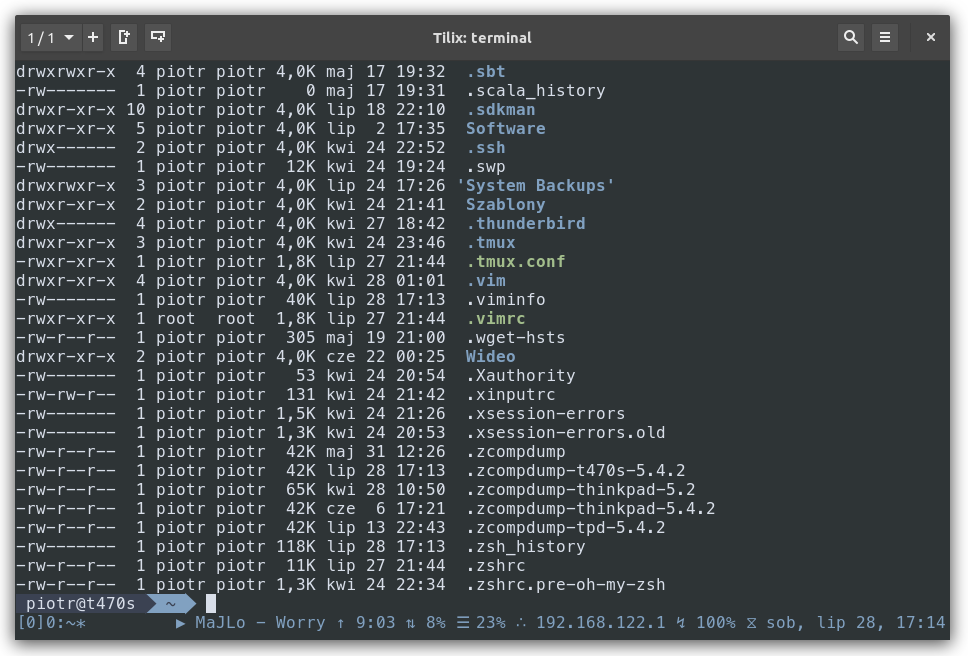 1 / 1
Tilix: terminal
drwxrwxr-x  4 piotr piotr 4,0K maj 17 19:32  .sbt
-rw-------  1 piotr piotr    0 maj 17 19:31  .scala_history
drwxr-xr-x 10 piotr piotr 4,0K lip 18 22:10  .sdkman
drwxr-xr-x  5 piotr piotr 4,0K lip  2 17:35  Software
drwx------  2 piotr piotr 4,0K kwi 24 22:52  .ssh
-rw-------  1 piotr piotr  12K kwi 24 19:24  .swp
drwxrwxr-x  3 piotr piotr 4,0K lip 24 17:26 'System Backups'
drwxr-xr-x  2 piotr piotr 4,0K kwi 24 21:41  Szablony
drwx------  4 piotr piotr 4,0K kwi 27 18:42  .thunderbird
drwxr-xr-x  3 piotr piotr 4,0K kwi 24 23:46  .tmux
-rwxr-xr-x  1 piotr piotr 1,8K lip 27 21:44  .tmux.conf
drwxr-xr-x  4 piotr piotr 4,0K kwi 28 01:01  .vim
-rw-------  1 piotr piotr  40K lip 28 17:13  .viminfo
-rwxr-xr-x  1 root  root  1,8K lip 27 21:44  .vimrc
-rw-r--r--  1 piotr piotr  305 maj 19 21:00  .wget-hsts
drwxr-xr-x  2 piotr piotr 4,0K cze 22 00:25  Wideo
-rw-------  1 piotr piotr   53 kwi 24 20:54  .Xauthority
-rw-rw-r--  1 piotr piotr  131 kwi 24 21:42  .xinputrc
-rw-------  1 piotr piotr 1,5K kwi 24 21:26  .xsession-errors
-rw-------  1 piotr piotr 1,3K kwi 24 20:53  .xsession-errors.old
-rw-r--r--  1 piotr piotr  42K maj 31 12:26  .zcompdump
-rw-r--r--  1 piotr piotr  42K lip 28 17:13  .zcompdump-t470s-5.4.2
-rw-r--r--  1 piotr piotr  65K kwi 28 10:50  .zcompdump-thinkpad-5.2
-rw-r--r--  1 piotr piotr  42K cze  6 17:21  .zcompdump-thinkpad-5.4.2
-rw-r--r--  1 piotr piotr  42K lip 13 22:43  .zcompdump-tpd-5.4.2
-rw-------  1 piotr piotr 118K lip 28 17:13  .zsh_history
-rw-r--r--  1 piotr piotr  11K lip 27 21:44  .zshrc
-rw-r--r--  1 piotr piotr 1,3K kwi 24 22:34  .zshrc.pre-oh-my-zsh
piotr@t470s  ~
[0]0:~*         ▶ MaJLo - Worry ↑ 9:03 ⇅ 8% ☰ 23% ∴ 192.168.122.1 ↯ 100% ⧖ sob, lip 28, 17:14